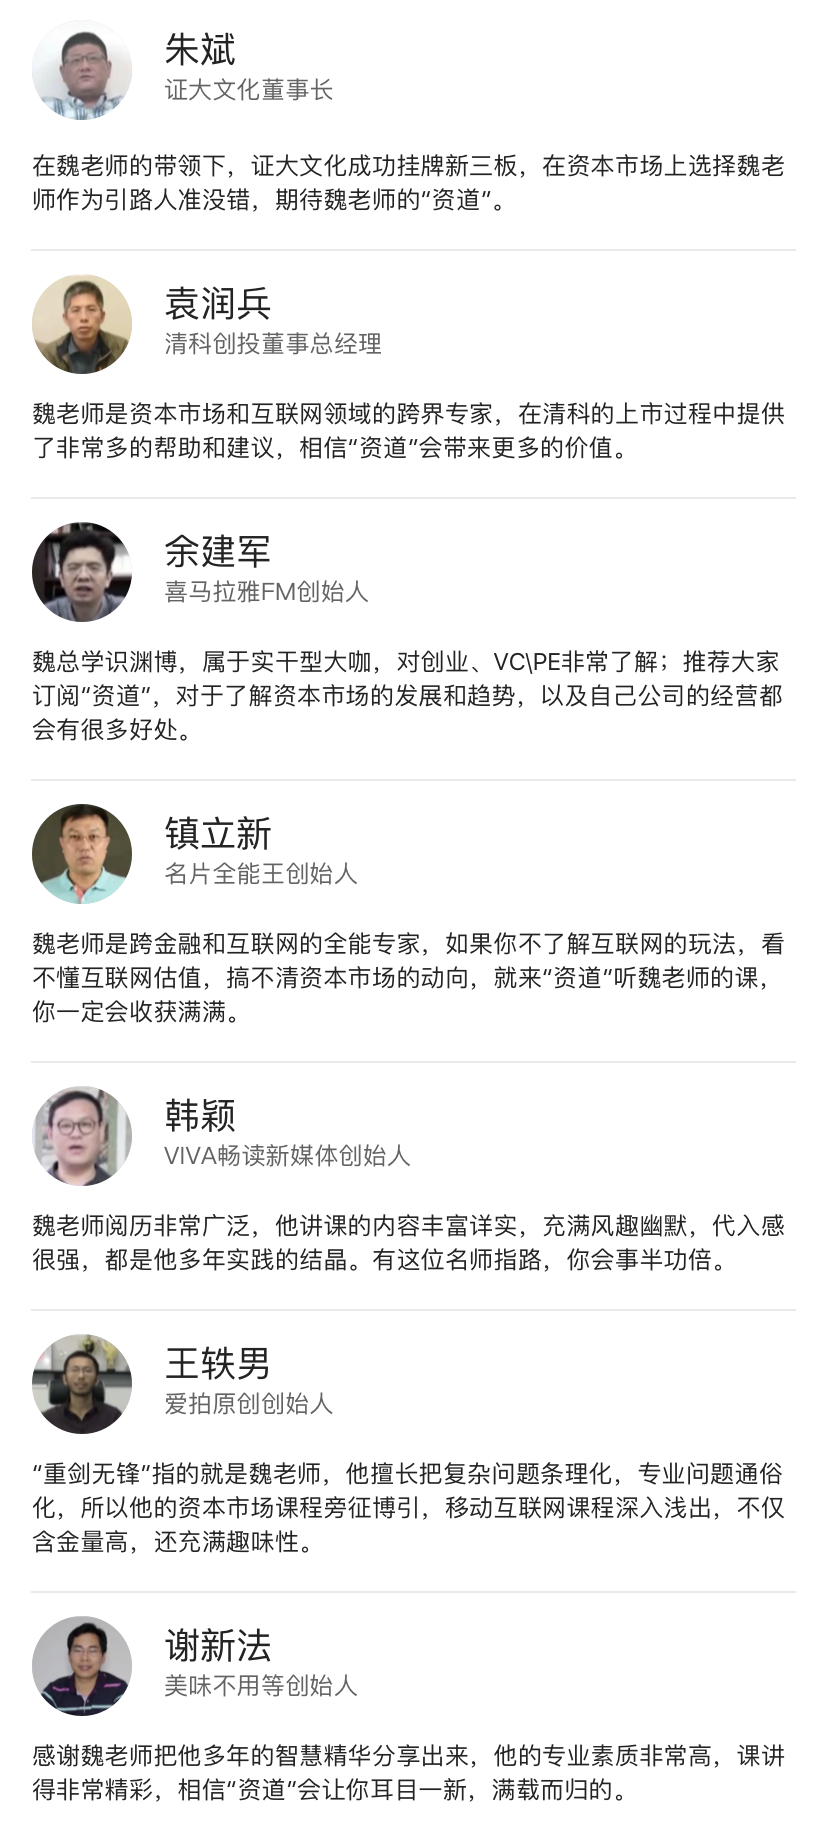 朱斌
证大文化董事长
在魏老师的带领下，证大文化成功挂牌新三板，在资本市场上选择魏老
师作为引路人准没错，期待魏老师的“资道”。
袁润兵
清科创投董事总经理
魏老师是资本市场和互联网领域的跨界专家，在清科的上市过程中提供
了非常多的帮助和建议，相信“资道”会带来更多的价值。
余建军
喜马拉雅FM创始人
魏总学识渊博，属于实干型大咖，对创业、VC\PE非常了解；推荐大家
订阅“资道”，对于了解资本市场的发展和趋势，以及自己公司的经营都
会有很多好处。
镇立新
名片全能王创始人
魏老师是跨金融和互联网的全能专家，如果你不了解互联网的玩法，看
不懂互联网估值，搞不清资本市场的动向，就来“资道”听魏老师的课，
你一定会收获满满。
韩颖
VIVA畅读新媒体创始人
魏老师阅历非常广泛，他讲课的内容丰富详实，充满风趣幽默，代入感
很强，都是他多年实践的结晶。有这位名师指路，你会事半功倍。
王轶男
爱拍原创创始人
“重剑无锋”指的就是魏老师，他擅长把复杂问题条理化，专业问题通俗
化，所以他的资本市场课程旁征博引，移动互联网课程深入浅出，不仅
含金量高，还充满趣味性。
谢新法
美味不用等创始人
感谢魏老师把他多年的智慧精华分享出来，他的专业素质非常高，课讲
得非常精彩，相信“资道”会让你耳目一新，满载而归的。